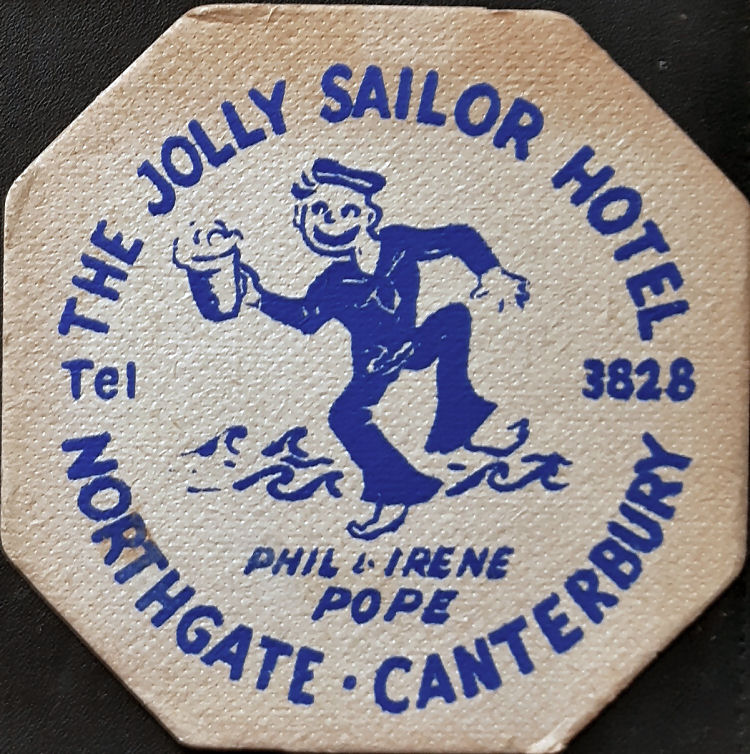 THE JOLLY SAILOR HOTEL
Tel 3828
PHIL & IRENE
POPE
NORTHGATE · CANTERBURY